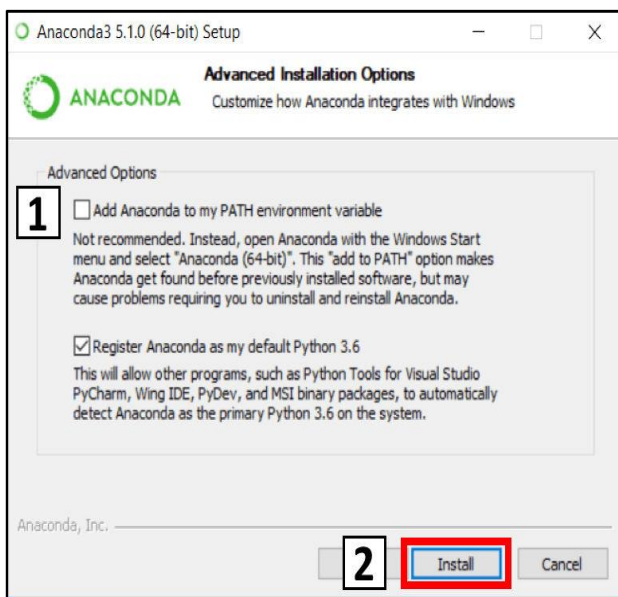 Anaconda3 5.1.0 (64-bit) Setup
Advanced Installation Options
ANACONDA
Customize how Anaconda integrates with Windows
Advanced Options
1
Add Anaconda to my PATH environment variable
Not recommended. Instead, open Anaconda with the Windows Start
menu and select "Anaconda (64-bit)". This "add to PATH" option makes
Anaconda get found before previously installed software, but may
cause problems requiring you to uninstall and reinstall Anaconda.
Register Anaconda as my default Python 3.6
This will allow other programs, such as Python Tools for Visual Studio
PyCharm, Wing IDE, PyDev, and MSI binary packages, to automatically
detect Anaconda as the primary Python 3.6 on the system.
Anaconda, Inc.
2
Install
Cancel